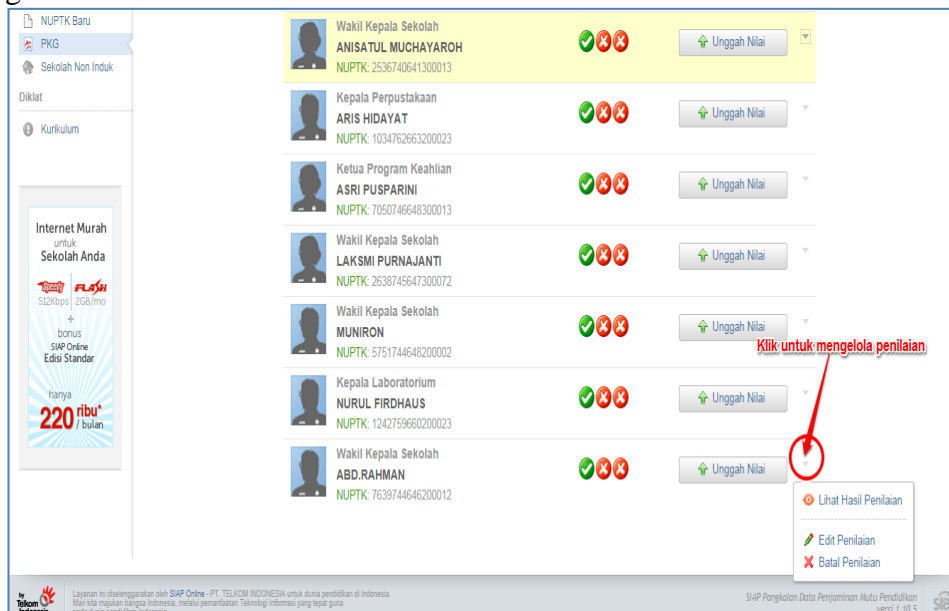 NUPTK Baru
PKG
Sekolah Non Induk
Diklat
Kurikulum
Internet Murah
untuk
Sekolah Anda
Speedy FLASH
512Kbps 2GB/mo
+
bonus
SIAP Online
Edisi Standar
hanya
220 ribu*
/ bulan
Wakil Kepala Sekolah
ANISATUL MUCHAYAROH
NUPTK: 2536740641300013
Unggah Nilai
Kepala Perpustakaan
ARIS HIDAYAT
NUPTK: 1034762663200023
Unggah Nilai
Ketua Program Keahlian
ASRI PUSPARINI
NUPTK: 7050746648300013
Unggah Nilai
Wakil Kepala Sekolah
LAKSMI PURNAJANTI
NUPTK: 2638745647300072
Unggah Nilai
Wakil Kepala Sekolah
MUNIRON
NUPTK: 5751744648200002
Unggah Nilai
Klik untuk mengelola penilaian
Kepala Laboratorium
NURUL FIRDHAUS
NUPTK: 1242759660200023
Unggah Nilai
Wakil Kepala Sekolah
ABD.RAHMAN
NUPTK: 7639744646200012
Unggah Nilai
Lihat Hasil Penilaian
Edit Penilaian
Batal Penilaian
by
Telkom
Layanan ini diselenggarakan oleh SIAP Online - PT. TELKOM INDONESIA untuk dunia pendidikan di Indonesia.
Mari kita majukan bangsa Indonesia, melalui pemanfaatan Teknologi Informasi yang tepat guna
SIAP Pangkalan Data Penjaminan Mutu Pendidikan
versi 1.10.5